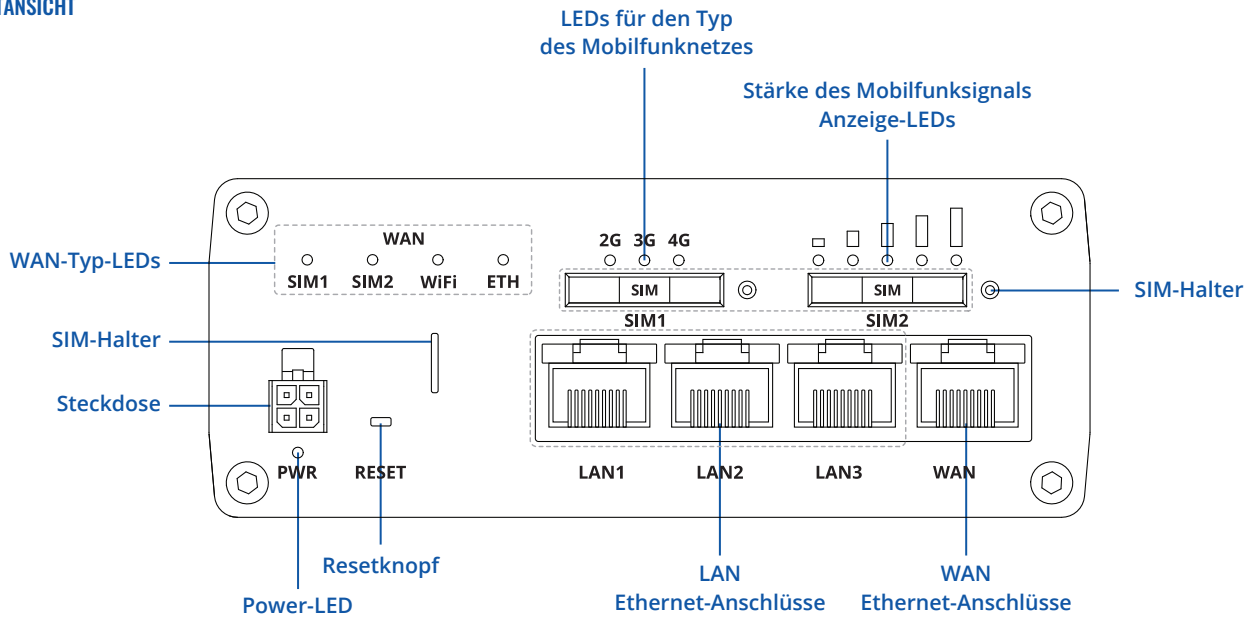 LEDs für den Typ
des Mobilfunknetzes
Stärke des Mobilfunksignals
Anzeige-LEDs
WAN
2G 3G 4G
WAN-Typ-LEDs
SIM1 SIM2 WiFi ETH
SIM
SIM
SIM-Halter
SIM1
SIM2
SIM-Halter
Steckdose
PWR
RESET
LAN1
LAN2
LAN3
WAN
Resetknopf
Power-LED
LAN
Ethernet-Anschlüsse
WAN
Ethernet-Anschlüsse